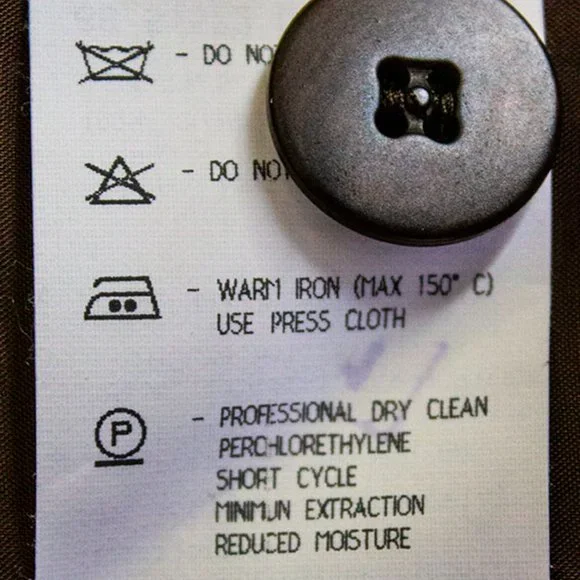 - DO NO
- DO NO
- WARM IRON (MAX 150° C)
USE PRESS CLOTH
P
- PROFESSIONAL DRY CLEAN
PERCHLORETHYLENE
SHORT CYCLE
MINIMUN EXTRACTION
REDUCED MOISTURE